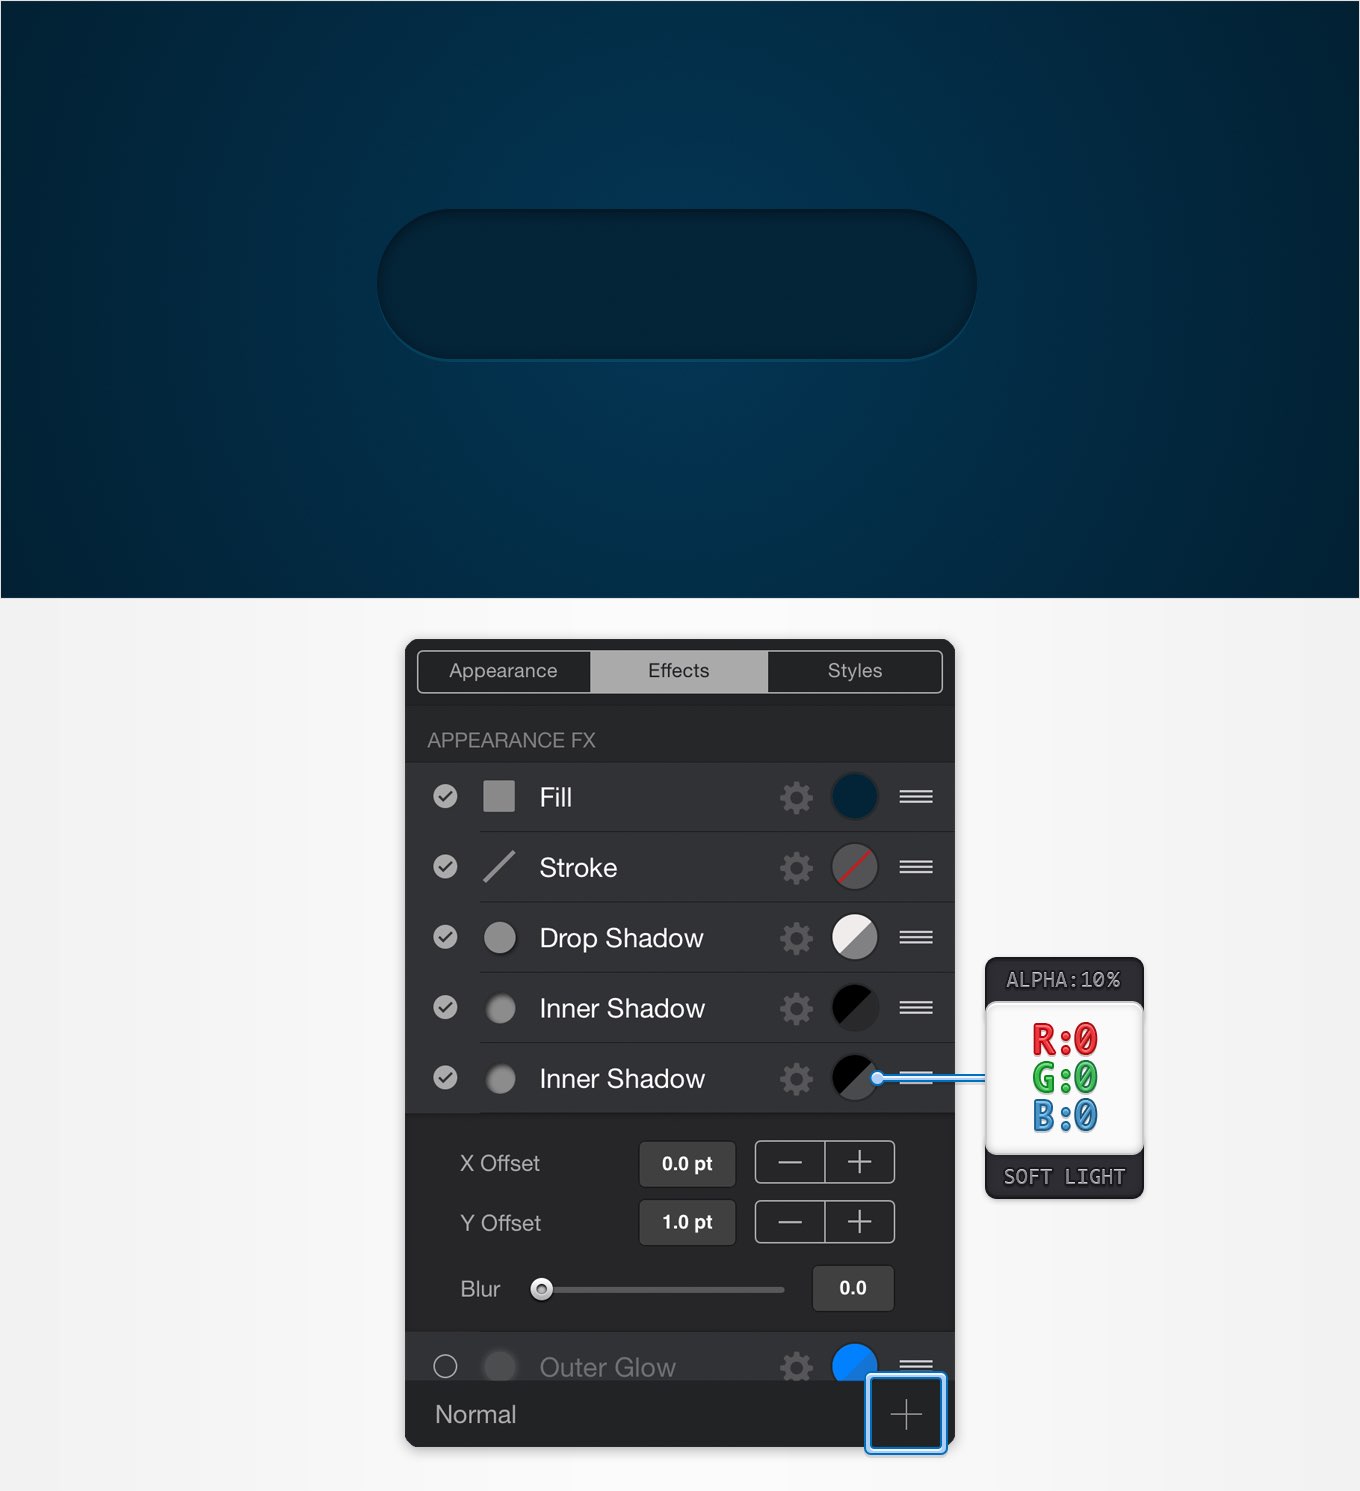 Appearance Effects Styles
APPEARANCE FX
Fill
Stroke
Drop Shadow
Inner Shadow
Inner Shadow
X Offset 0.0 pt
Y Offset 1.0 pt
Blur 0.0
Outer Glow
Normal
ALPHA:10%
R:0
G:0
B:0
SOFT LIGHT